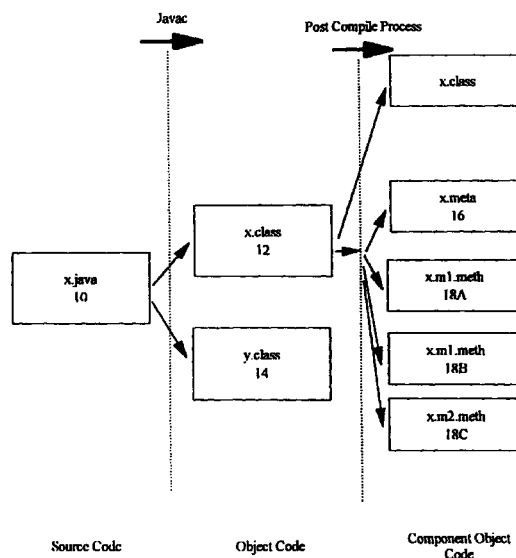 Javac
Post Compile Process
x.class
x.meta
16
x.class
12
x.java
10
x.m1.meth
18A
y.class
14
x.m1.meth
18B
x.m2.meth
18C
Source Code
Object Code
Component Object
Code